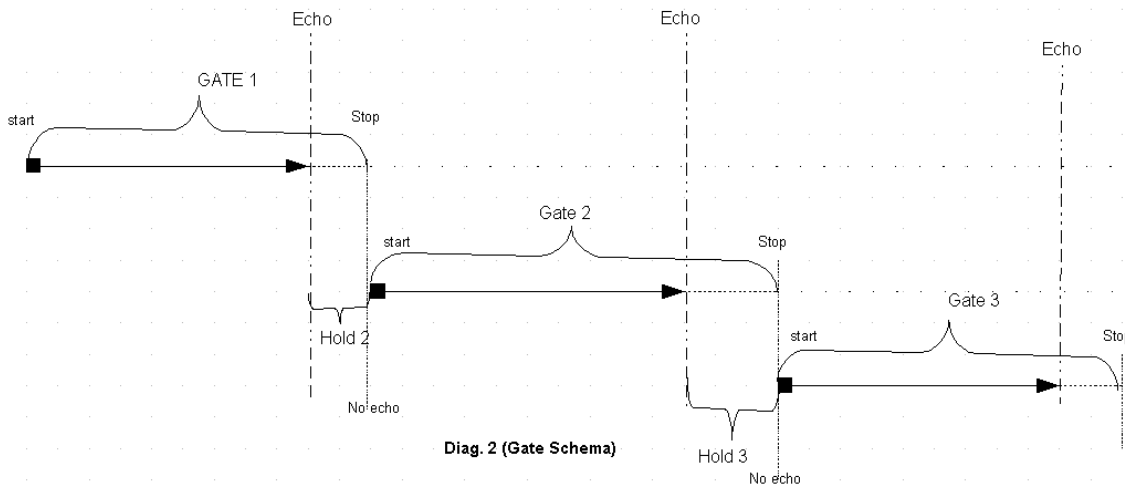 Echo
Echo
Echo
GATE 1
start
Stop
Gate 2
start
Stop
Gate 3
start
Stop
Hold 2
No echo
Diag. 2 (Gate Schema)
Hold 3
No echo